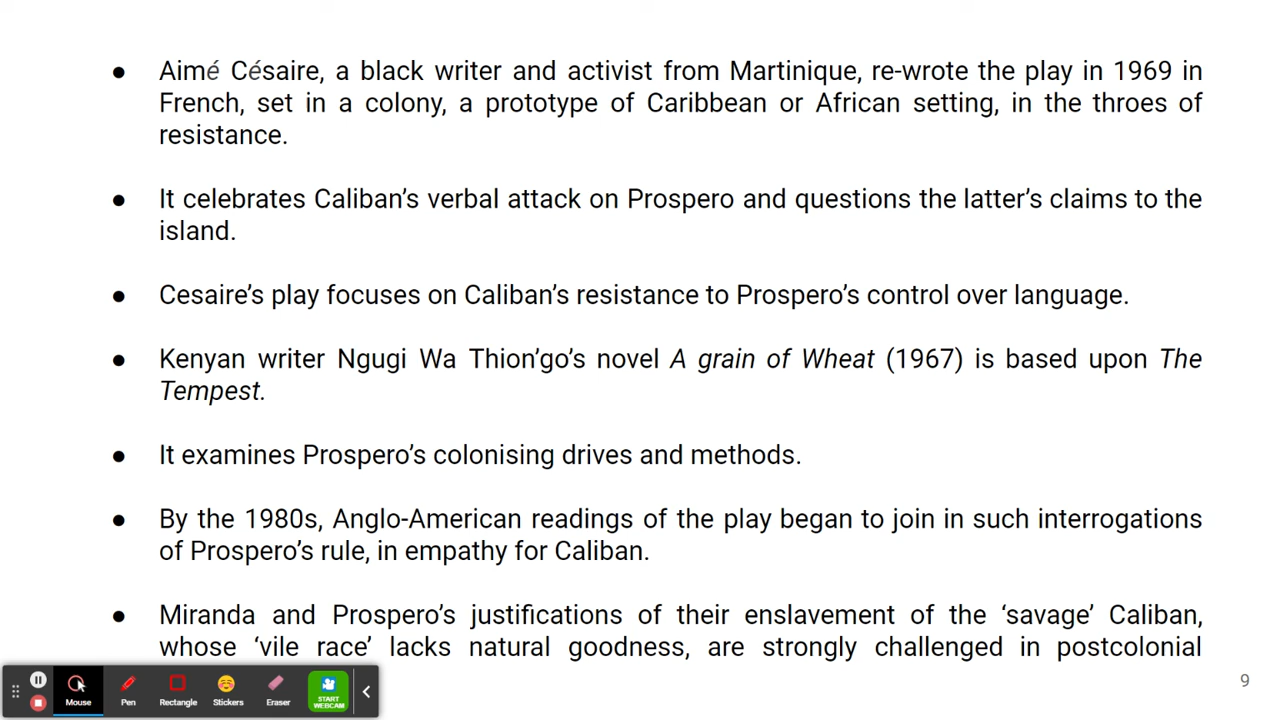 ● Aimé Césaire, a black writer and activist from Martinique, re-wrote the play in 1969 in
French, set in a colony, a prototype of Caribbean or African setting, in the throes of
resistance.
● It celebrates Caliban’s verbal attack on Prospero and questions the latter’s claims to the
island.
● Cesaire’s play focuses on Caliban’s resistance to Prospero’s control over language.
● Kenyan writer Ngugi Wa Thion’go’s novel A grain of Wheat (1967) is based upon The
Tempest.
● It examines Prospero’s colonising drives and methods.
● By the 1980s, Anglo-American readings of the play began to join in such interrogations
of Prospero’s rule, in empathy for Caliban.
● Miranda and Prospero’s justifications of their enslavement of the ‘savage’ Caliban,
whose ‘vile race’ lacks natural goodness, are strongly challenged in postcolonial
9
Mouse Pen Rectangle Stickers Eraser START
WEBCAM